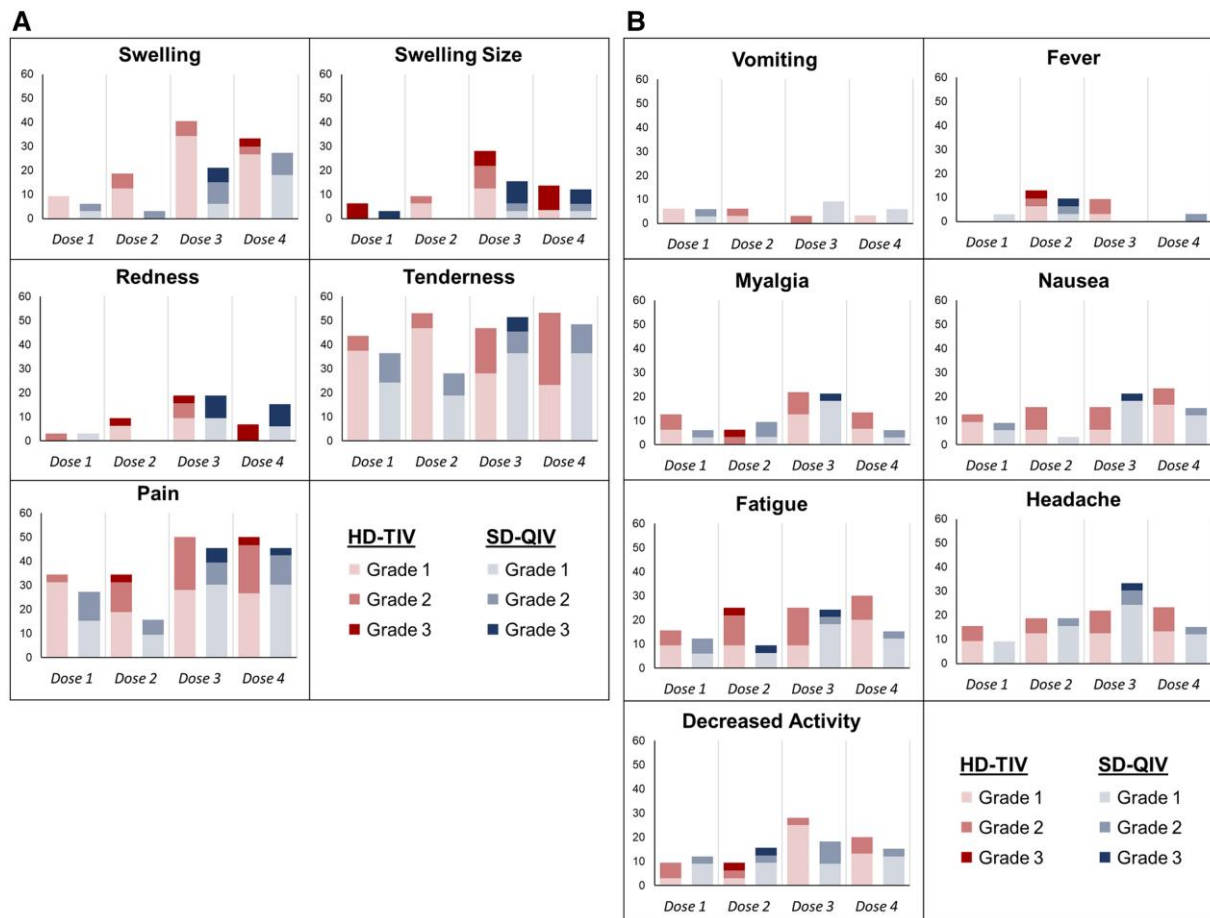 A
Swelling
60
50
40
30
20
10
0
Dose 1 Dose 2 Dose 3 Dose 4
Swelling Size
60
50
40
30
20
10
0
Dose 1 Dose 2 Dose 3 Dose 4
Redness
60
50
40
30
20
10
0
Dose 1 Dose 2 Dose 3 Dose 4
Tenderness
60
50
40
30
20
10
0
Dose 1 Dose 2 Dose 3 Dose 4
Pain
60
50
40
30
20
10
0
Dose 1 Dose 2 Dose 3 Dose 4
HD-TIV SD-QIV
Grade 1 Grade 1
Grade 2 Grade 2
Grade 3 Grade 3
B
Vomiting
60
50
40
30
20
10
0
Dose 1 Dose 2 Dose 3 Dose 4
Fever
60
50
40
30
20
10
0
Dose 1 Dose 2 Dose 3 Dose 4
Myalgia
60
50
40
30
20
10
0
Dose 1 Dose 2 Dose 3 Dose 4
Nausea
60
50
40
30
20
10
0
Dose 1 Dose 2 Dose 3 Dose 4
Fatigue
60
50
40
30
20
10
0
Dose 1 Dose 2 Dose 3 Dose 4
Headache
60
50
40
30
20
10
0
Dose 1 Dose 2 Dose 3 Dose 4
Decreased Activity
60
50
40
30
20
10
0
Dose 1 Dose 2 Dose 3 Dose 4
HD-TIV SD-QIV
Grade 1 Grade 1
Grade 2 Grade 2
Grade 3 Grade 3